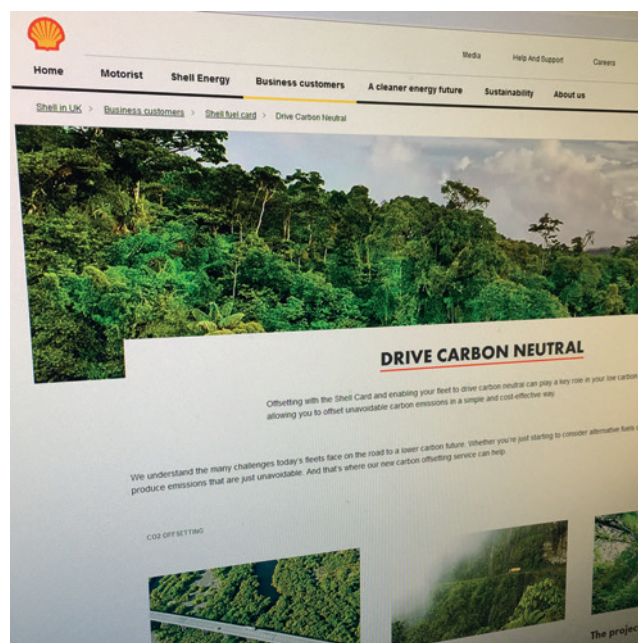 Media Help And Support Careers
Home Motorist Shell Energy Business customers A cleaner energy future Sustainability About us
Shell in UK > Business customers > Shell fuel card > Drive Carbon Neutral
DRIVE CARBON NEUTRAL
Offsetting with the Shell Card and enabling your fleet to drive carbon neutral can play a key role in your low carbon
allowing you to offset unavoidable carbon emissions in a simple and cost-effective way.
We understand the many challenges today's fleets face on the road to a lower carbon future. Whether you're just starting to consider alternative fuels
produce emissions that are just unavoidable. And that's where our new carbon offsetting service can help.
CO2 OFFSETTING
The projec